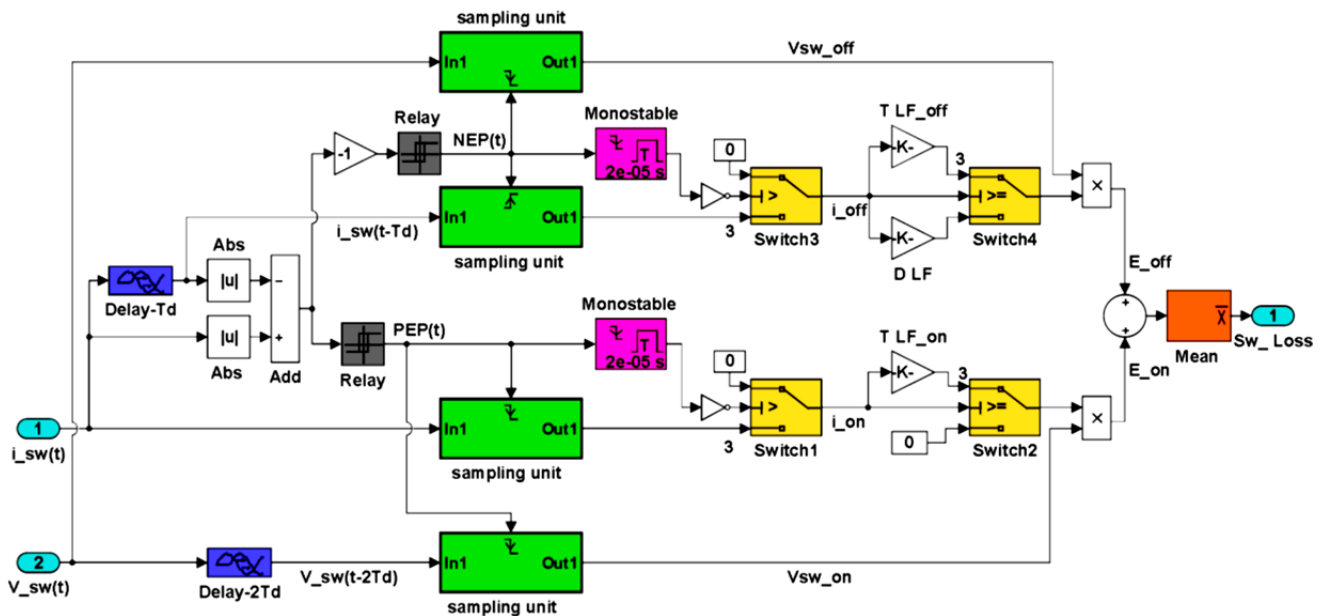 sampling unit
In1
Out1
Vsw_off
Relay
NEP(t)
Monostable
T LF_off
-1
T
2e-05 s
0
>
-K-
3
>=
×
In1
Out1
i_sw(t-Td)
3
Switch3
i_off
Switch4
sampling unit
-K-
D LF
E_off
Abs
|u|
−
Delay-Td
|u|
+
Abs
Add
PEP(t)
Relay
Monostable
T
2e-05 s
0
>
T LF_on
-K-
3
>=
+
+
x̄
Mean
1
Sw_ Loss
E_on
1
i_sw(t)
In1
Out1
3
Switch1
i_on
0
Switch2
×
sampling unit
2
V_sw(t)
Delay-2Td
V_sw(t-2Td)
In1
Out1
Vsw_on
sampling unit